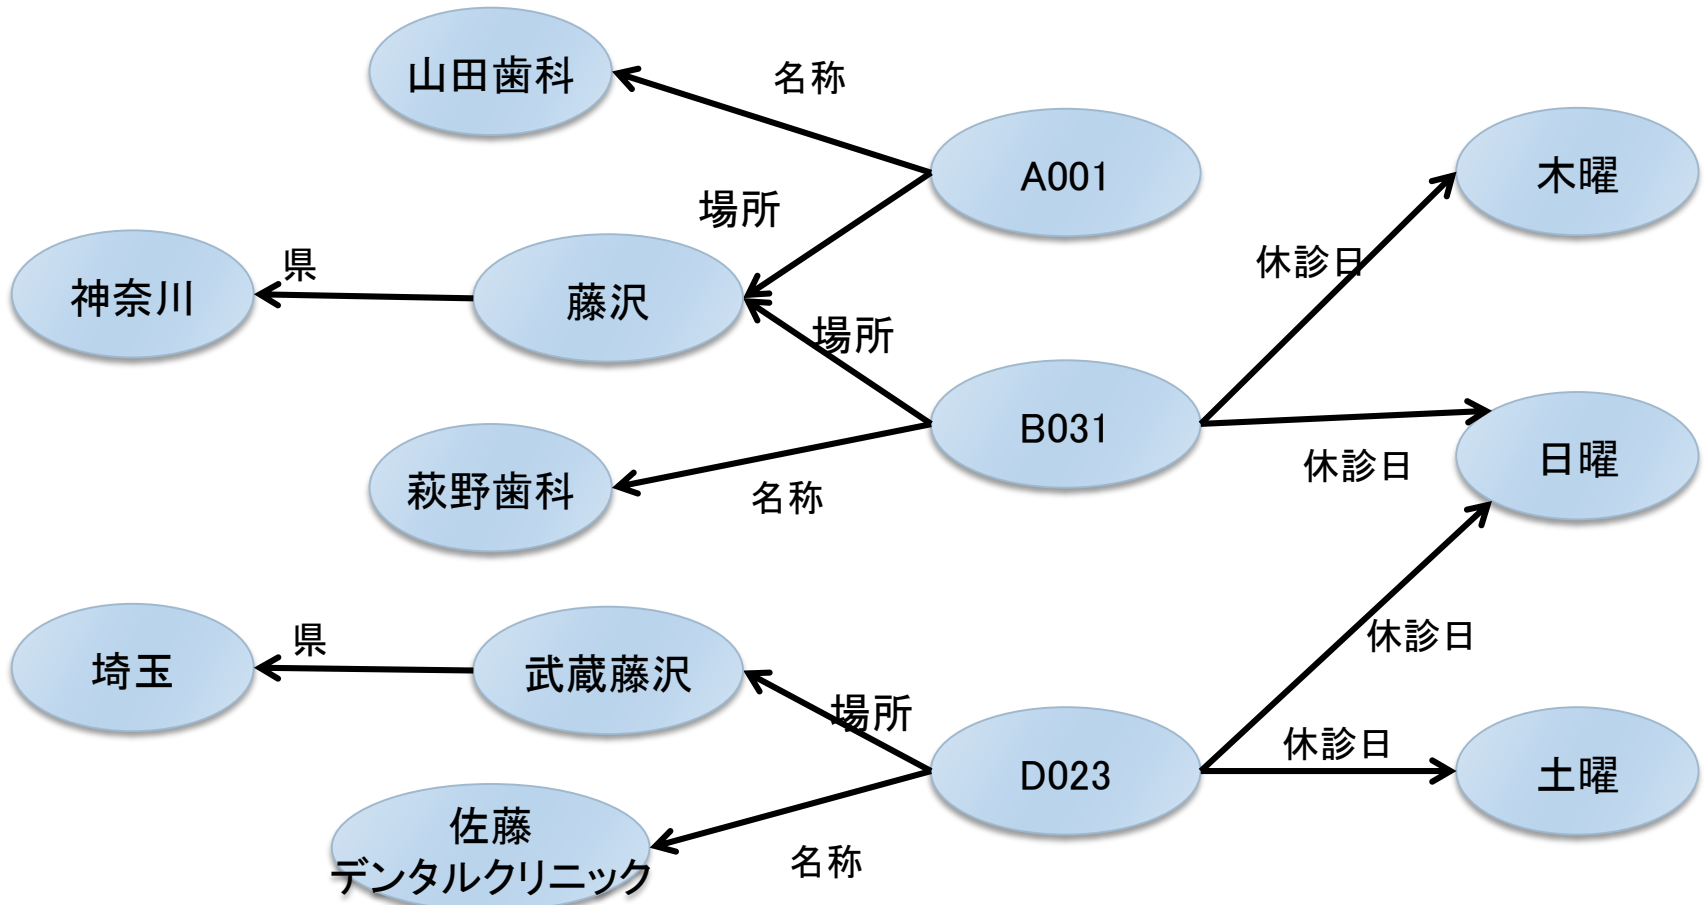 山田歯科
名称
A001
木曜
場所
休診日
県
神奈川
藤沢
場所
B031
日曜
休診日
萩野歯科
名称
県
埼玉
武蔵藤沢
休診日
場所
休診日
D023
土曜
佐藤
デンタルクリニック
名称